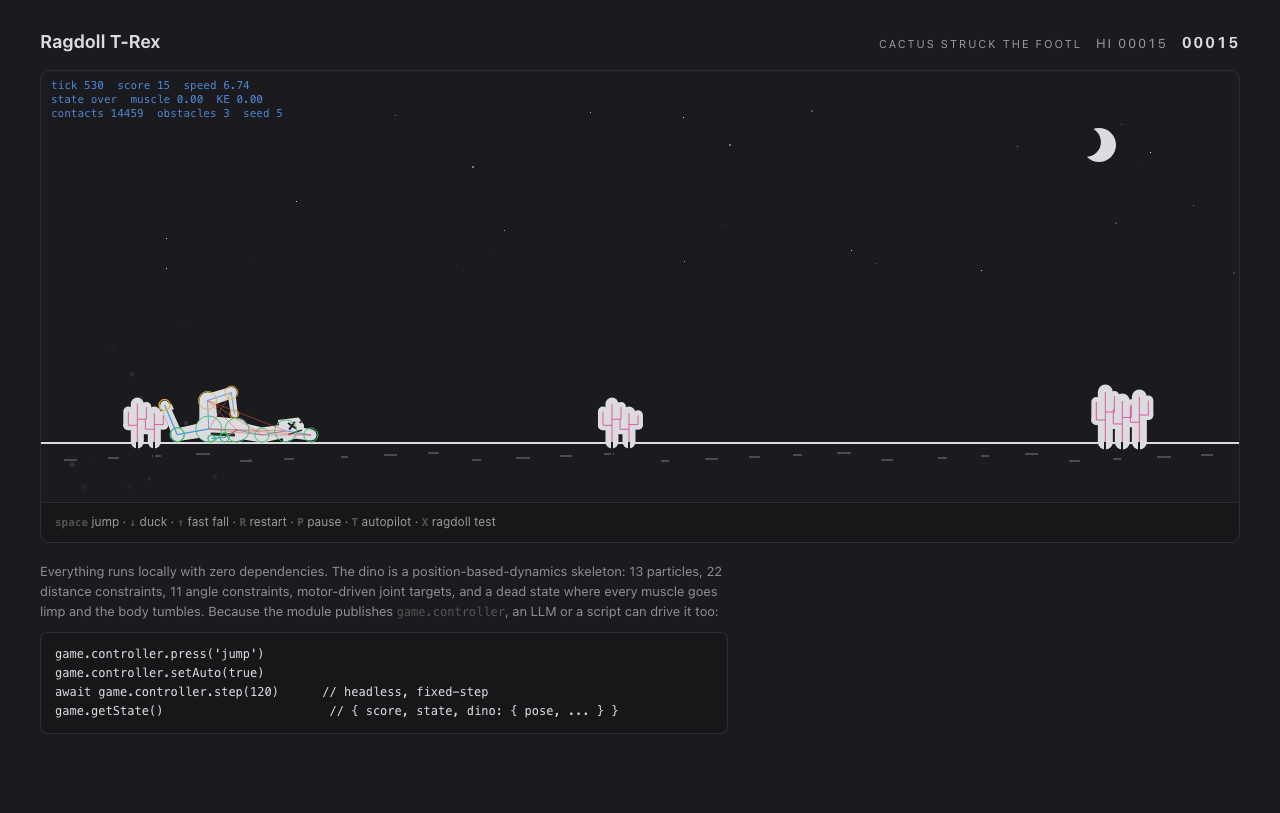 Ragdoll T-Rex
CACTUS STRUCK THE FOOTL HI 00015 00015
tick 530 score 15 speed 6.74
state over muscle 0.00 KE 0.00
contacts 14459 obstacles 3 seed 5
space jump · ↓ duck · ↑ fast fall · R restart · P pause · T autopilot · X ragdoll test
Everything runs locally with zero dependencies. The dino is a position-based-dynamics skeleton: 13 particles, 22
distance constraints, 11 angle constraints, motor-driven joint targets, and a dead state where every muscle goes
limp and the body tumbles. Because the module publishes game.controller, an LLM or a script can drive it too:
game.controller.press('jump')
game.controller.setAuto(true)
await game.controller.step(120) // headless, fixed-step
game.getState() // { score, state, dino: { pose, ... } }